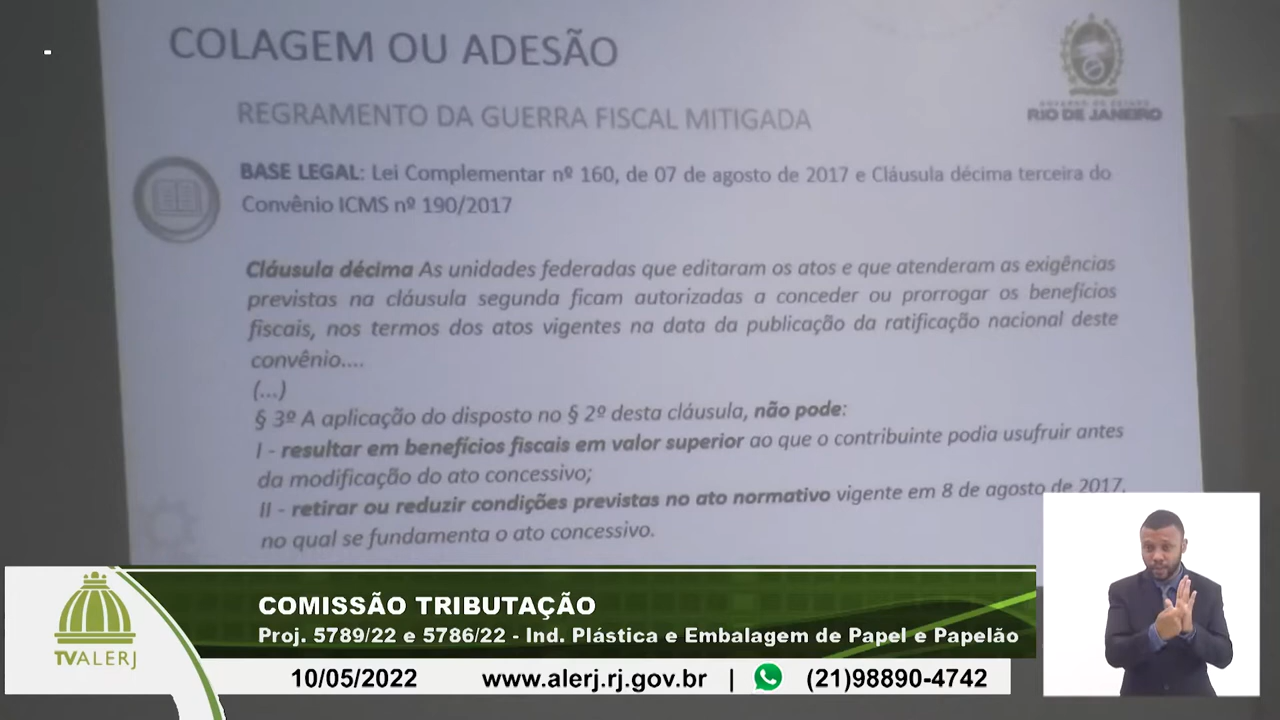 COLAGEM OU ADESÃO
REGRAMENTO DA GUERRA FISCAL MITIGADA
GOVERNO DO ESTADO
RIO DE JANEIRO
BASE LEGAL: Lei Complementar nº 160, de 07 de agosto de 2017 e Cláusula décima terceira do
Convênio ICMS nº 190/2017
Cláusula décima As unidades federadas que editaram os atos e que atenderam as exigências
previstas na cláusula segunda ficam autorizadas a conceder ou prorrogar os benefícios
fiscais, nos termos dos atos vigentes na data da publicação da ratificação nacional deste
convênio....
(...)
§ 3º A aplicação do disposto no § 2º desta cláusula, não pode:
I - resultar em benefícios fiscais em valor superior ao que o contribuinte podia usufruir antes
da modificação do ato concessivo;
II - retirar ou reduzir condições previstas no ato normativo vigente em 8 de agosto de 2017,
no qual se fundamenta o ato concessivo.
COMISSÃO TRIBUTAÇÃO
Proj. 5789/22 e 5786/22 - Ind. Plástica e Embalagem de Papel e Papelão
TVALERJ
10/05/2022 www.alerj.rj.gov.br | (21)98890-4742